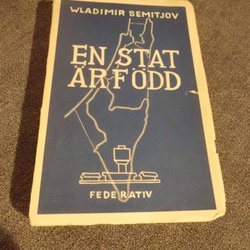 WLADIMIR SEMITJOV
EN STAT
ÄR FÖDD
FEDERATIV